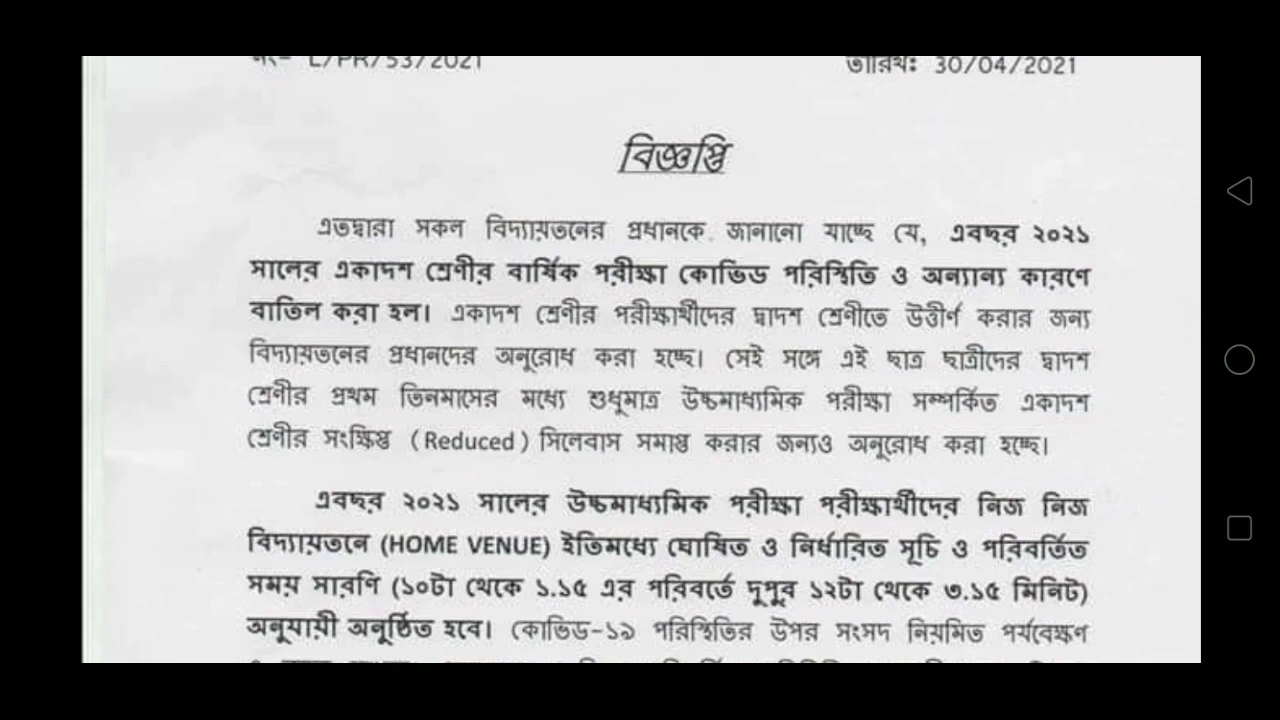 নং- L/PR/53/2021 তারিখ: 30/04/2021
বিজ্ঞপ্তি
এতদ্বারা সকল বিদ্যায়তনের প্রধানকে জানানো যাচ্ছে যে, এবছর ২০২১
সালের একাদশ শ্রেণীর বার্ষিক পরীক্ষা কোভিড পরিস্থিতি ও অন্যান্য কারণে
বাতিল করা হল। একাদশ শ্রেণীর পরীক্ষার্থীদের দ্বাদশ শ্রেণীতে উত্তীর্ণ করার জন্য
বিদ্যায়তনের প্রধানদের অনুরোধ করা হচ্ছে। সেই সঙ্গে এই ছাত্র ছাত্রীদের দ্বাদশ
শ্রেণীর প্রথম তিনমাসের মধ্যে শুধুমাত্র উচ্চমাধ্যমিক পরীক্ষা সম্পর্কিত একাদশ
শ্রেণীর সংক্ষিপ্ত (Reduced) সিলেবাস সমাপ্ত করার জন্যও অনুরোধ করা হচ্ছে।
এবছর ২০২১ সালের উচ্চমাধ্যমিক পরীক্ষা পরীক্ষার্থীদের নিজ নিজ
বিদ্যায়তনে (HOME VENUE) ইতিমধ্যে ঘোষিত ও নির্ধারিত সূচি ও পরিবর্তিত
সময় সারণি (১০টা থেকে ১.১৫ এর পরিবর্তে দুপুর ১২টা থেকে ৩.১৫ মিনিট)
অনুযায়ী অনুষ্ঠিত হবে। কোভিড-১৯ পরিস্থিতির উপর সংসদ নিয়মিত পর্যবেক্ষণ